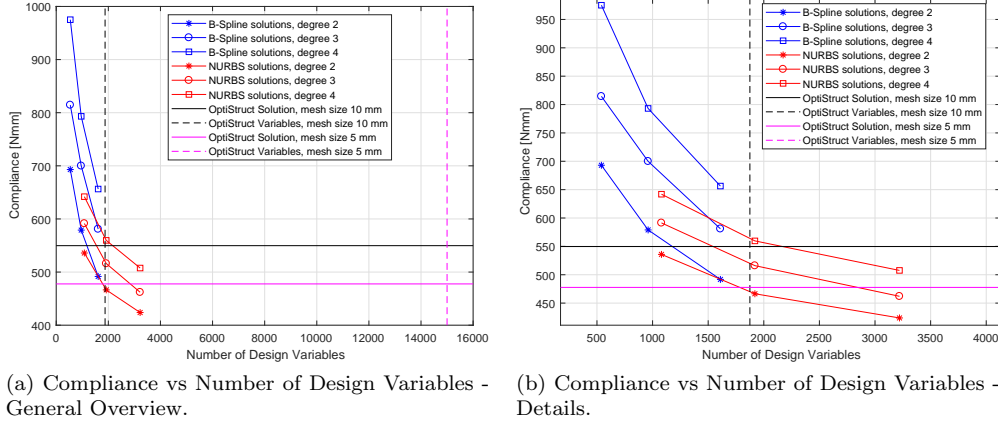 1000
900
800
700
600
500
400
Compliance [Nmm]
0
2000
4000
6000
8000
10000
12000
14000
16000
Number of Design Variables
B-Spline solutions, degree 2
B-Spline solutions, degree 3
B-Spline solutions, degree 4
NURBS solutions, degree 2
NURBS solutions, degree 3
NURBS solutions, degree 4
OptiStruct Solution, mesh size 10 mm
OptiStruct Variables, mesh size 10 mm
OptiStruct Solution, mesh size 5 mm
OptiStruct Variables, mesh size 5 mm
(a) Compliance vs Number of Design Variables -
General Overview.
950
900
850
800
750
700
650
600
550
500
450
Compliance [Nmm]
500
1000
1500
2000
2500
3000
3500
4000
Number of Design Variables
B-Spline solutions, degree 2
B-Spline solutions, degree 3
B-Spline solutions, degree 4
NURBS solutions, degree 2
NURBS solutions, degree 3
NURBS solutions, degree 4
OptiStruct Solution, mesh size 10 mm
OptiStruct Variables, mesh size 10 mm
OptiStruct Solution, mesh size 5 mm
OptiStruct Variables, mesh size 5 mm
(b) Compliance vs Number of Design Variables -
Details.